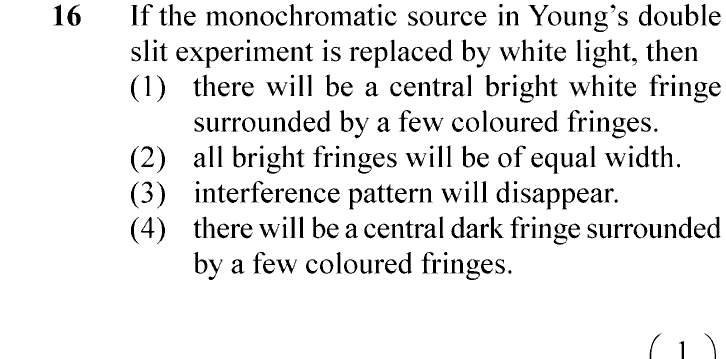 16 If the monochromatic source in Young's double
slit experiment is replaced by white light, then
(1) there will be a central bright white fringe
surrounded by a few coloured fringes.
(2) all bright fringes will be of equal width.
(3) interference pattern will disappear.
(4) there will be a central dark fringe surrounded
by a few coloured fringes.
( 1 )